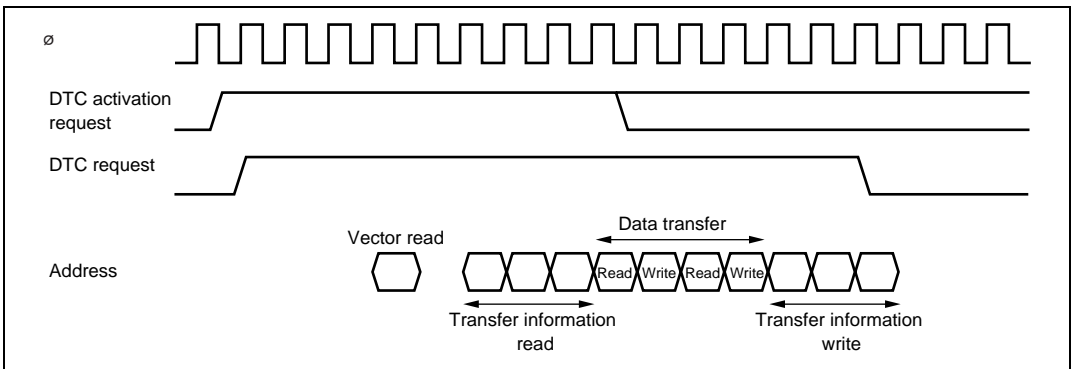 ø
DTC activation
request
DTC request
Data transfer
Vector read
Address
Read Write Read Write
Transfer information
read
Transfer information
write